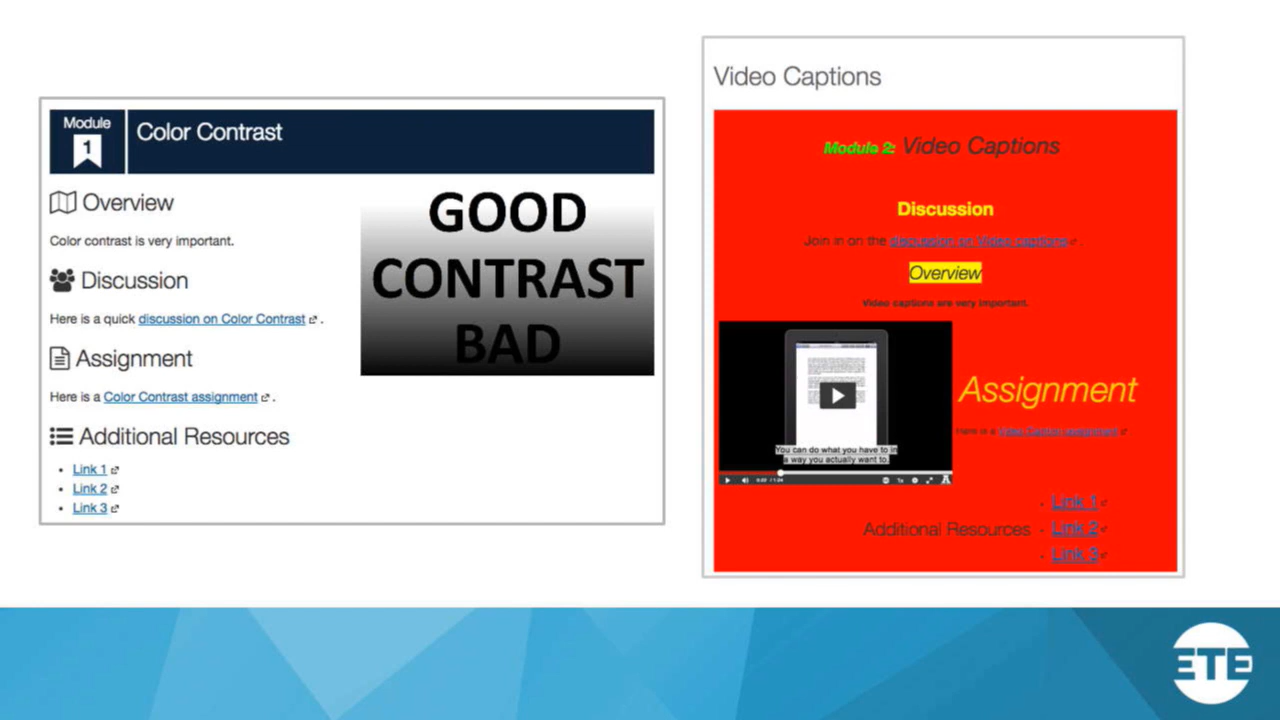 Module
1
Color Contrast
Overview
Color contrast is very important.
Discussion
Here is a quick discussion on Color Contrast .
Assignment
Here is a Color Contrast assignment .
Additional Resources
Link 1
Link 2
Link 3
GOOD
CONTRAST
BAD
Video Captions
Module 2: Video Captions
Discussion
Join in on the discussion on Video captions .
Overview
Video captions are very important.
You can do what you have to in
a way you actually want to.
Assignment
Here is a Video Caption assignment
Additional Resources
Link 1
Link 2
Link 3
ETE